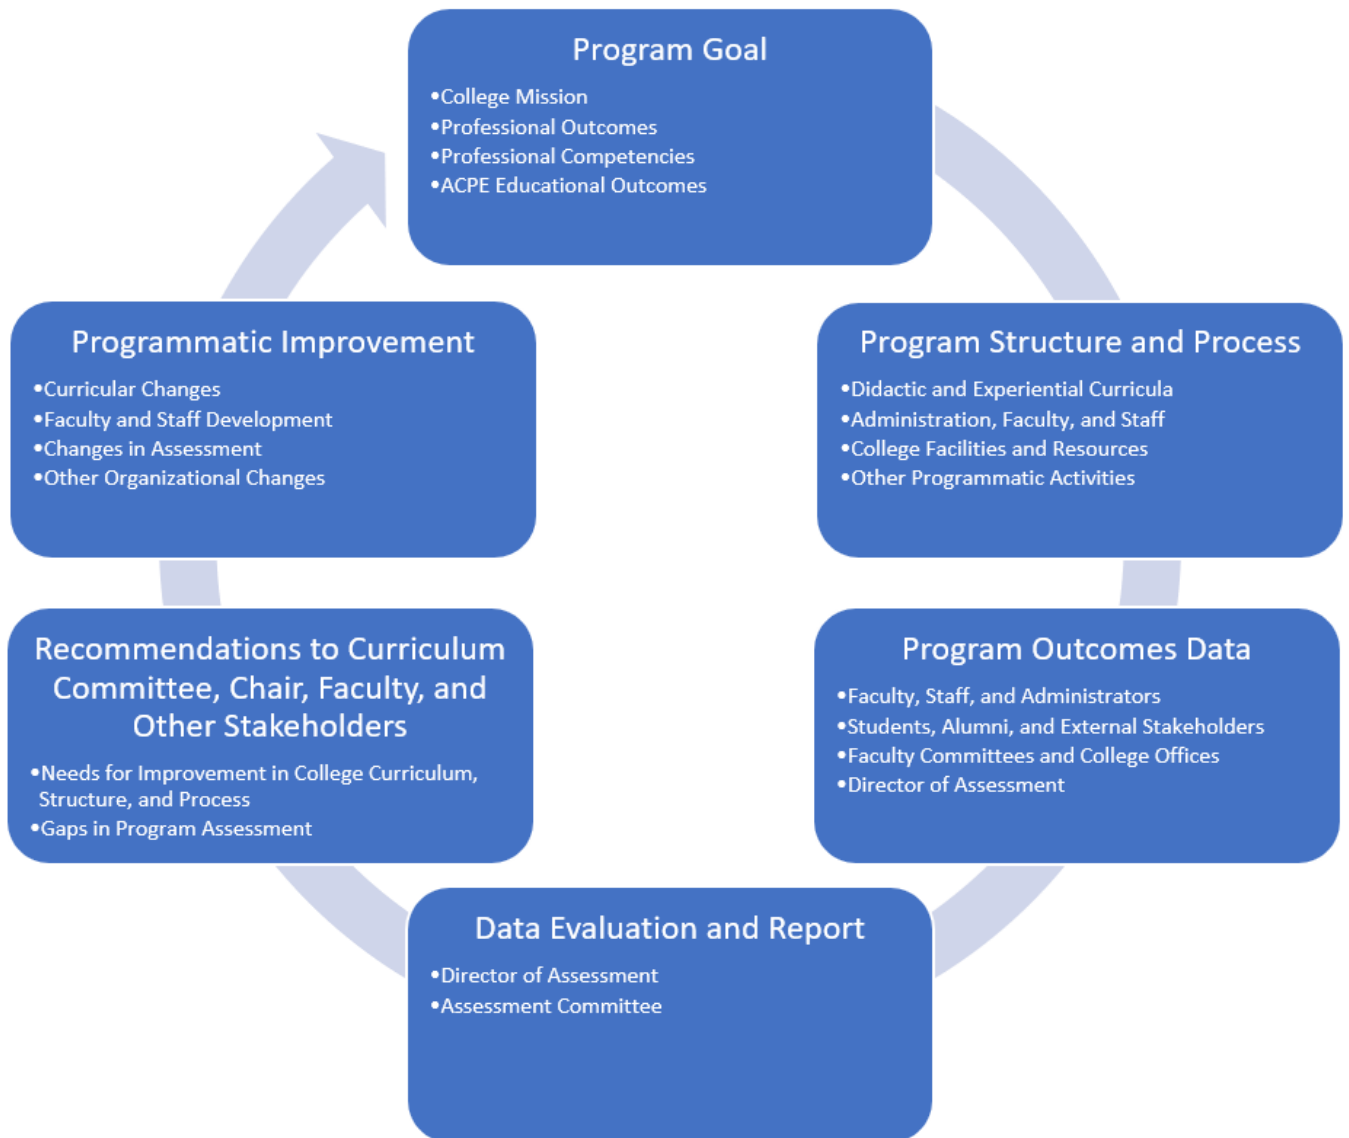 Program Goal
•College Mission
•Professional Outcomes
•Professional Competencies
•ACPE Educational Outcomes
Program Structure and Process
•Didactic and Experiential Curricula
•Administration, Faculty, and Staff
•College Facilities and Resources
•Other Programmatic Activities
Program Outcomes Data
•Faculty, Staff, and Administrators
•Students, Alumni, and External Stakeholders
•Faculty Committees and College Offices
•Director of Assessment
Data Evaluation and Report
•Director of Assessment
•Assessment Committee
Recommendations to Curriculum
Committee, Chair, Faculty, and
Other Stakeholders
•Needs for Improvement in College Curriculum,
Structure, and Process
•Gaps in Program Assessment
Programmatic Improvement
•Curricular Changes
•Faculty and Staff Development
•Changes in Assessment
•Other Organizational Changes